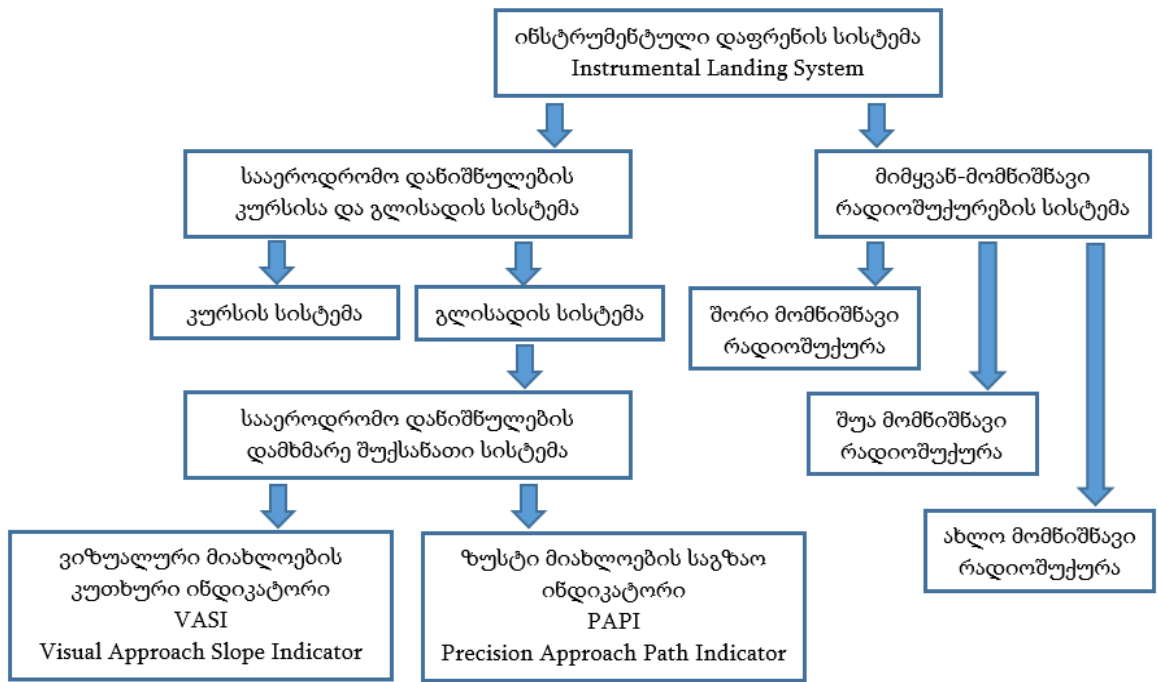 ინსტრუმენტული დაფრენის სისტემა
Instrumental Landing System
სააეროდრომო დანიშნულების
კურსისა და გლისადის სისტემა
მიმყვან-მომნიშნავი
რადიოშუქურების სისტემა
კურსის სისტემა
გლისადის სისტემა
შორი მომნიშნავი
რადიოშუქურა
სააეროდრომო დანიშნულების
დამხმარე შუქსანათი სისტემა
შუა მომნიშნავი
რადიოშუქურა
ახლო მომნიშნავი
რადიოშუქურა
ვიზუალური მიახლოების
კუთხური ინდიკატორი
VASI
Visual Approach Slope Indicator
ზუსტი მიახლოების საგზაო
ინდიკატორი
PAPI
Precision Approach Path Indicator